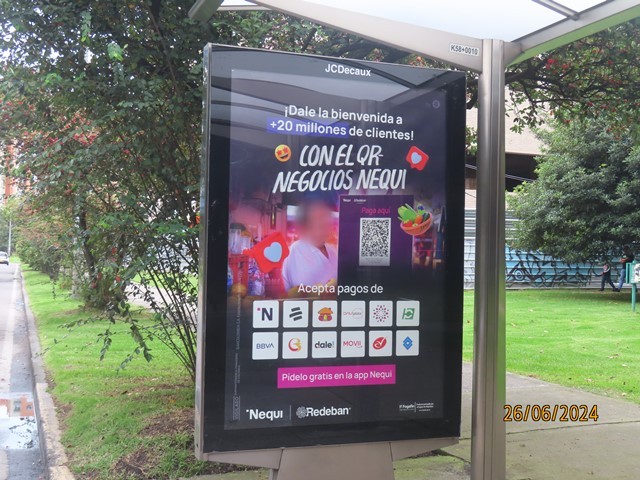 K58+0010
JCDecaux
¡Dale la bienvenida a
+20 millones de clientes!
CON EL QR-
NEGOCIOS NEQUI
Paga aquí
Acepta pagos de
N
BBVA
dale!
MOVII
Pídelo gratis en la app Nequi
Nequi
Redeban
26/06/2024